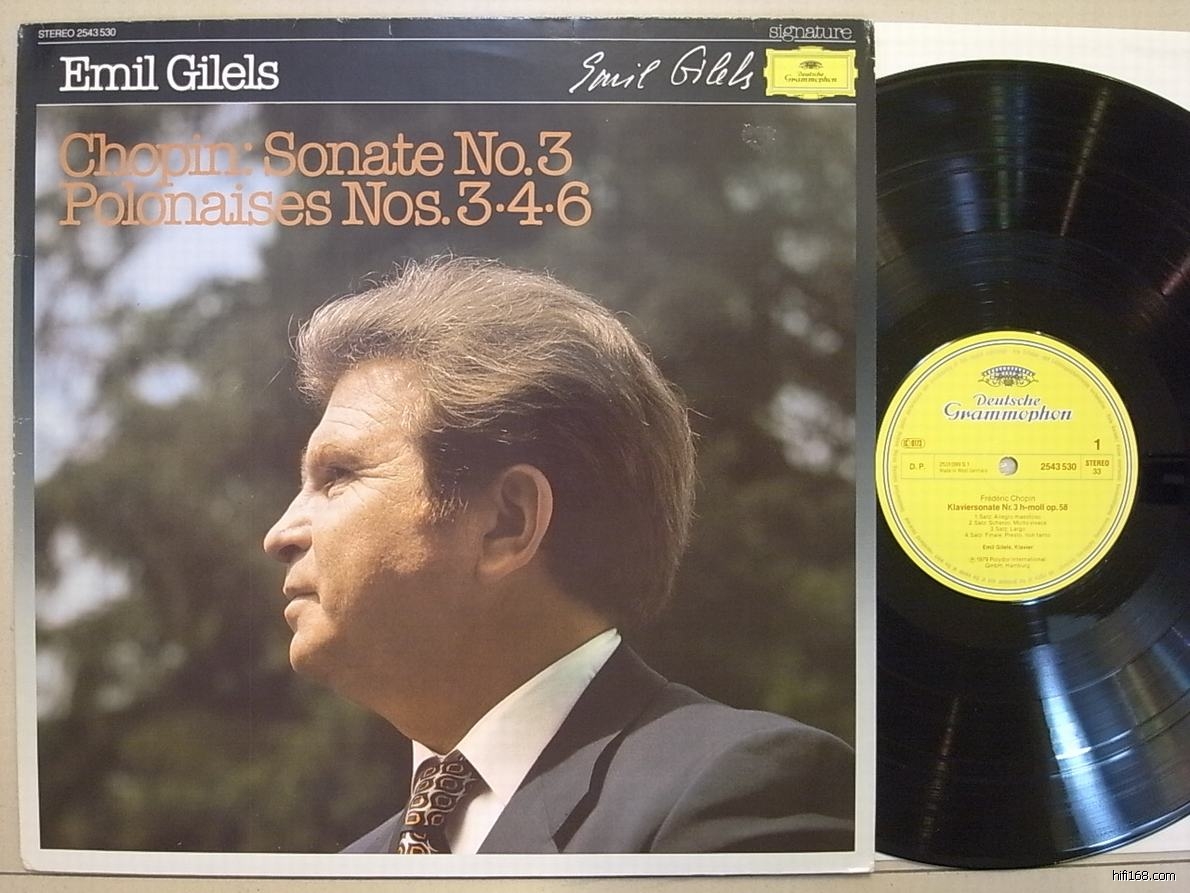 STEREO 2543 530
signature
Emil Gilels
Emil Gilels
Deutsche
Grammophon
Chopin: Sonate No.3
Polonaises Nos. 3·4·6
Deutsche
Grammophon
1
D. P.
Made in West Germany
2543 530
STEREO
33
Frédéric Chopin
Klaviersonate Nr. 3 h-moll op. 58
1. Satz: Allegro maestoso
2. Satz: Scherzo. Molto vivace
3. Satz: Largo
4. Satz: Finale. Presto, non tanto
Emil Gilels, Klavier
℗ 1979 Polydor International
GmbH, Hamburg
hifi168.com